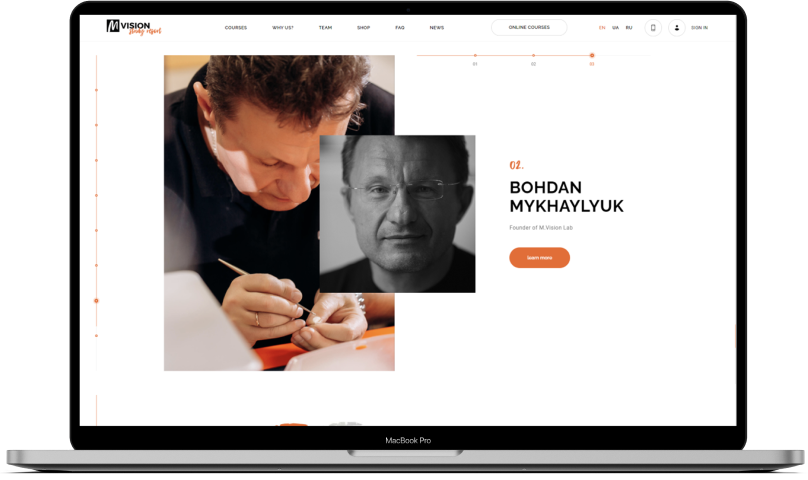 M VISION
study resort
COURSES
WHY US?
TEAM
SHOP
FAQ
NEWS
ONLINE COURSES
EN UA RU
SIGN IN
01 02 03
02.
BOHDAN
MYKHAYLYUK
Founder of M.Vision Lab
learn more
MacBook Pro